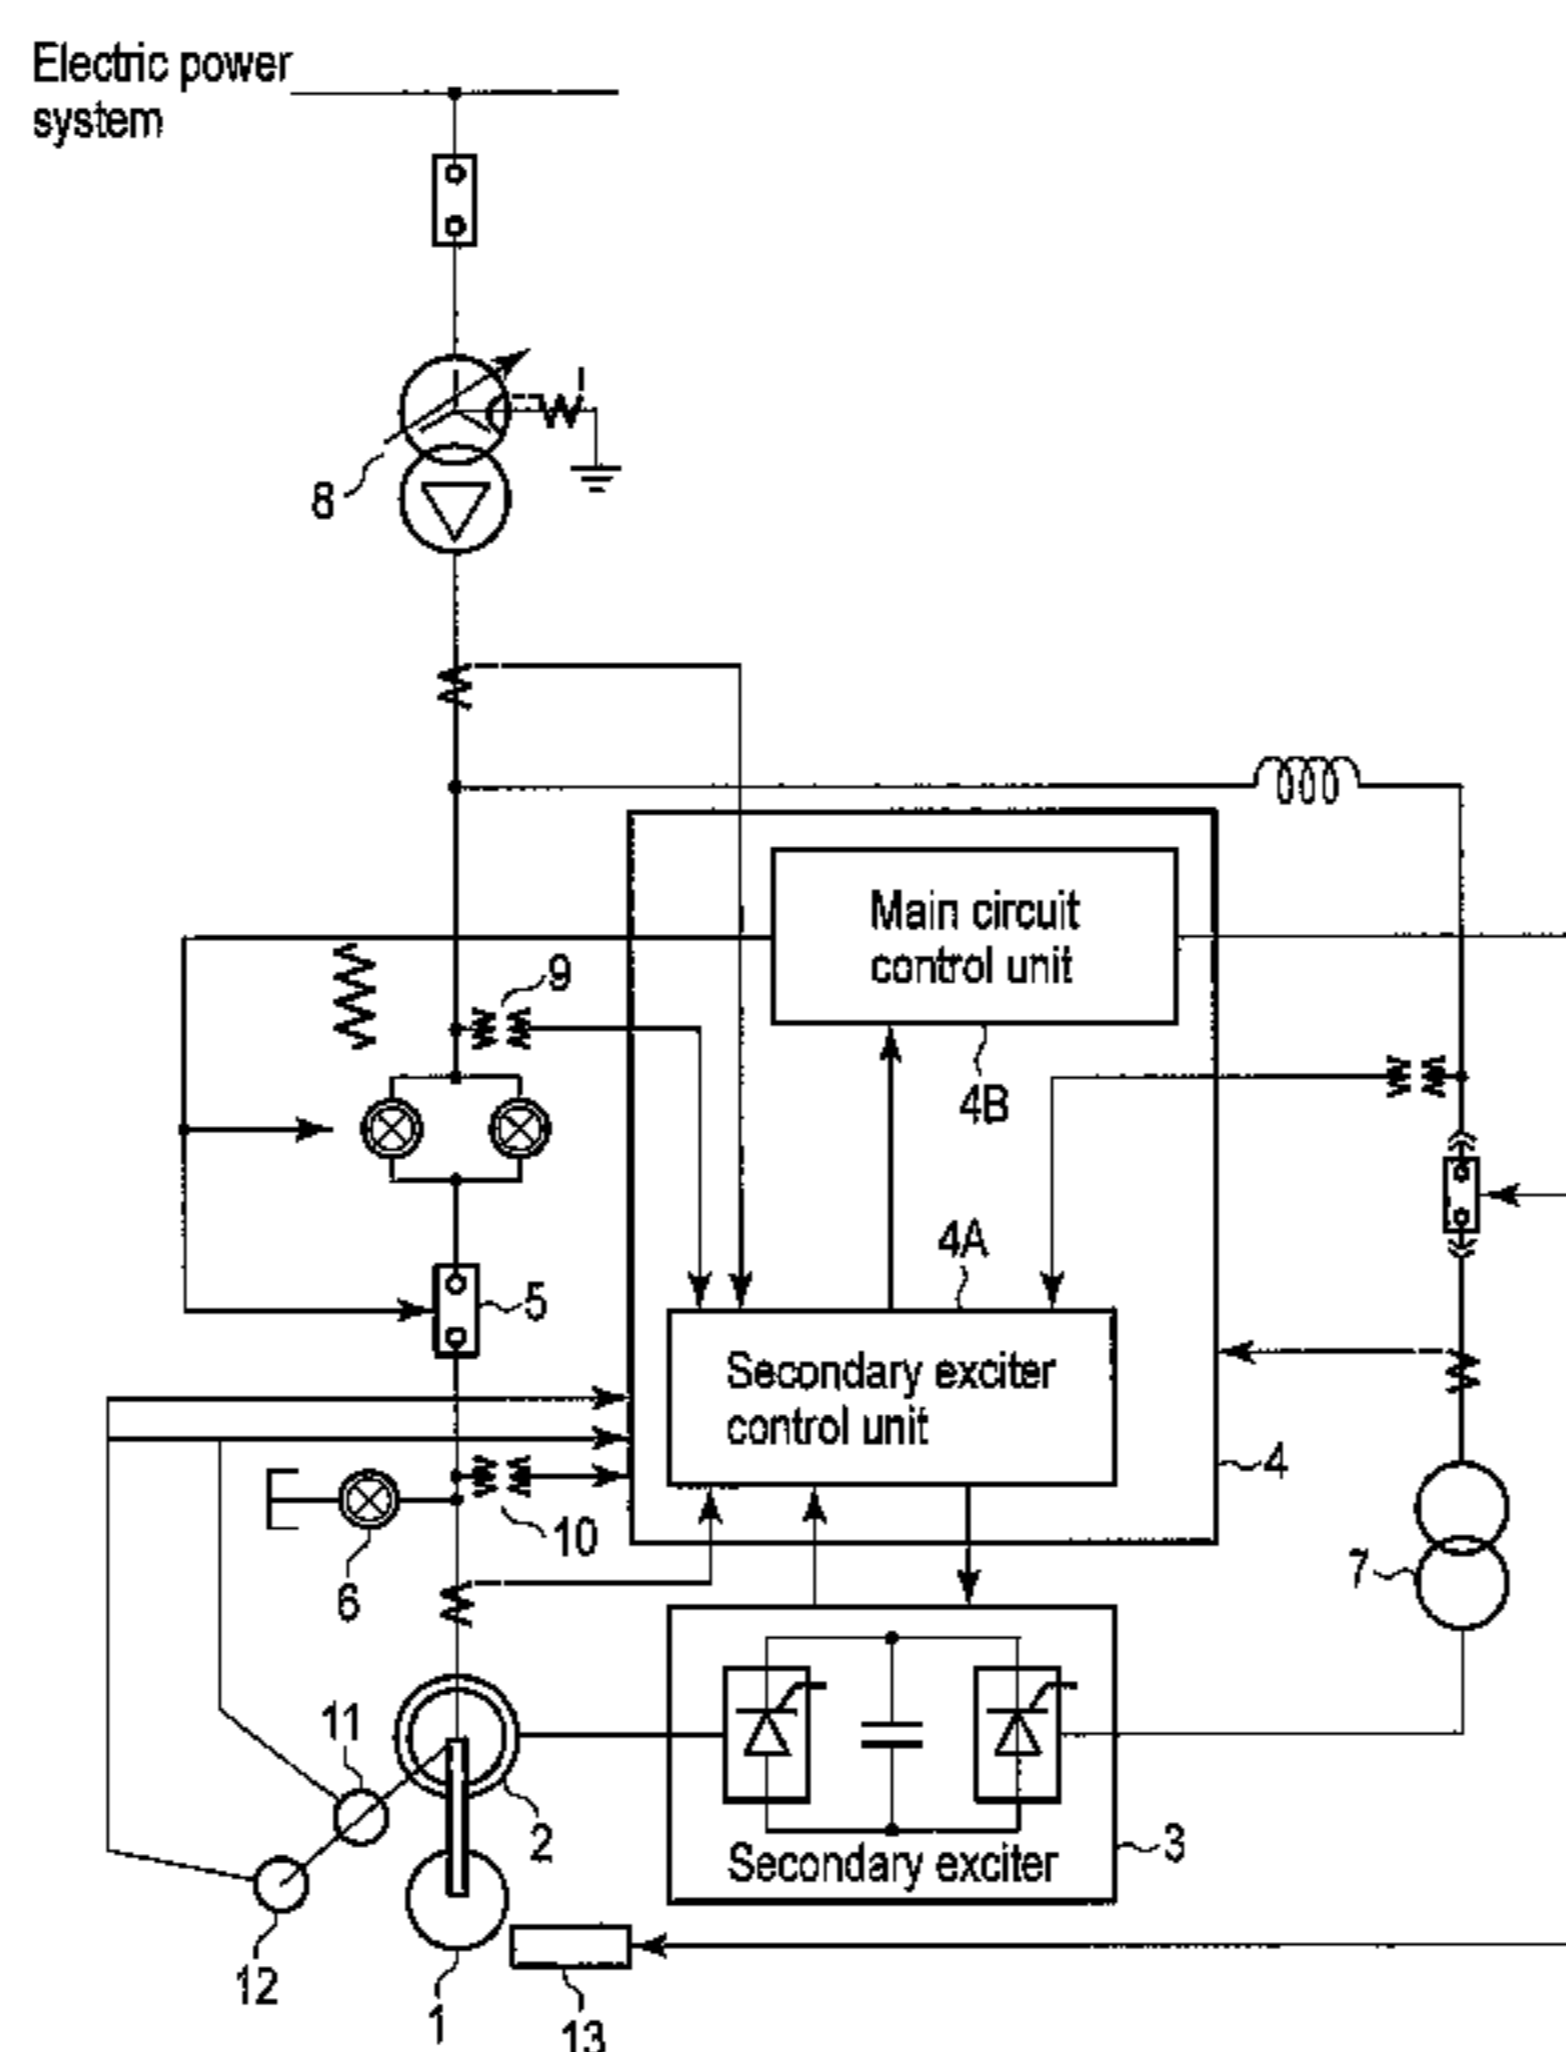 Electric power
system
8
Main circuit
control unit
9
4B
4A
5
Secondary exciter
control unit
4
10
6
7
11
2
3
Secondary exciter
12
1
13